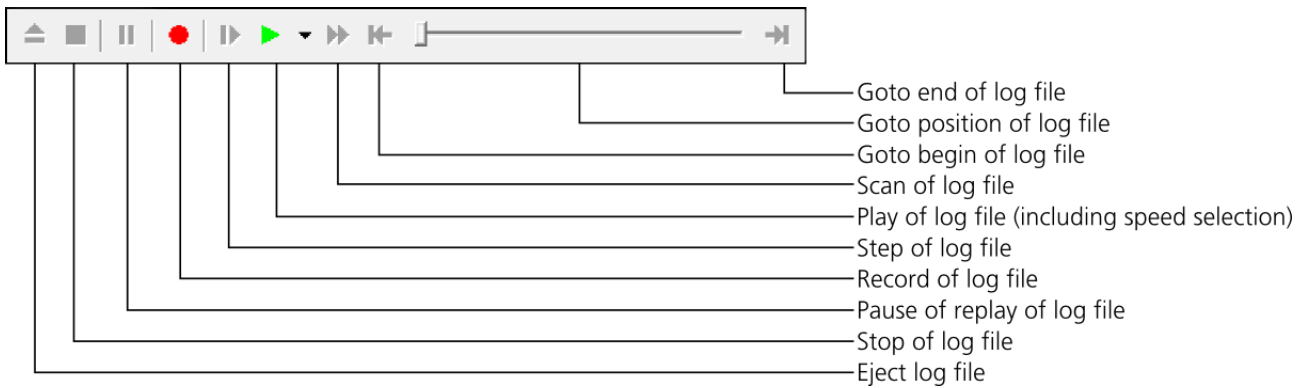 Goto end of log file
Goto position of log file
Goto begin of log file
Scan of log file
Play of log file (including speed selection)
Step of log file
Record of log file
Pause of replay of log file
Stop of log file
Eject log file